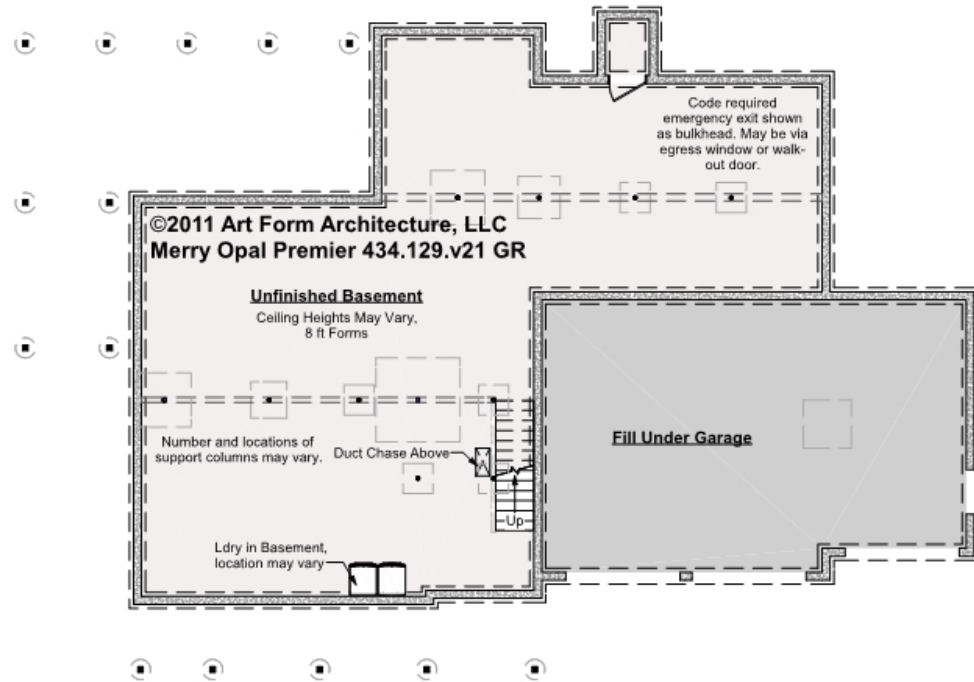 Code required
emergency exit shown
as bulkhead. May be via
egress window or walk-
out door.
©2011 Art Form Architecture, LLC
Merry Opal Premier 434.129.v21 GR
Unfinished Basement
Ceiling Heights May Vary,
8 ft Forms
Number and locations of
support columns may vary.
Duct Chase Above
Fill Under Garage
Up
Ldry in Basement,
location may vary